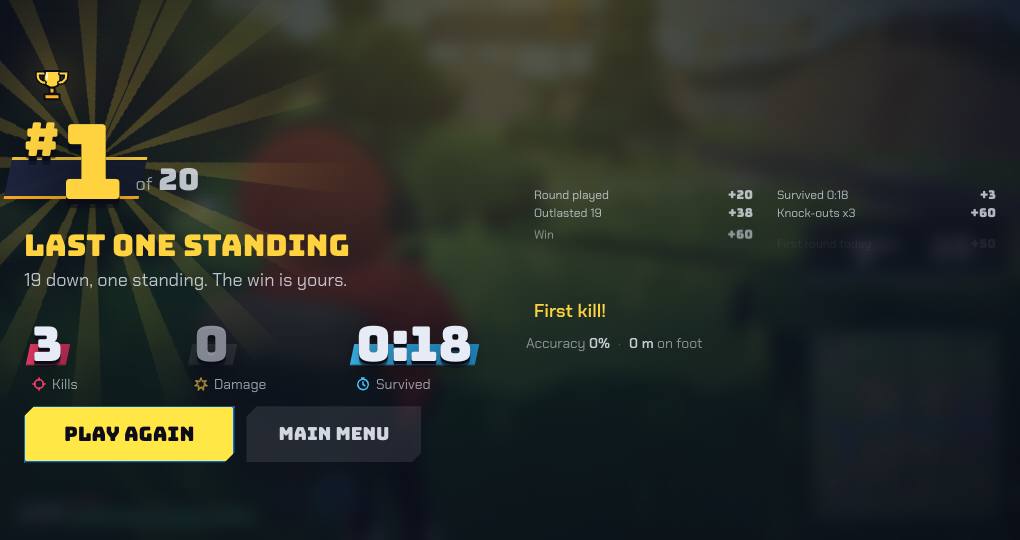 #1 of 20
LAST ONE STANDING
19 down, one standing. The win is yours.
3
Kills
0
Damage
0:18
Survived
PLAY AGAIN
MAIN MENU
Round played +20
Outlasted 19 +38
Win +60
Survived 0:18 +3
Knock-outs x3 +60
First round today +50
First kill!
Accuracy 0% · 0 m on foot